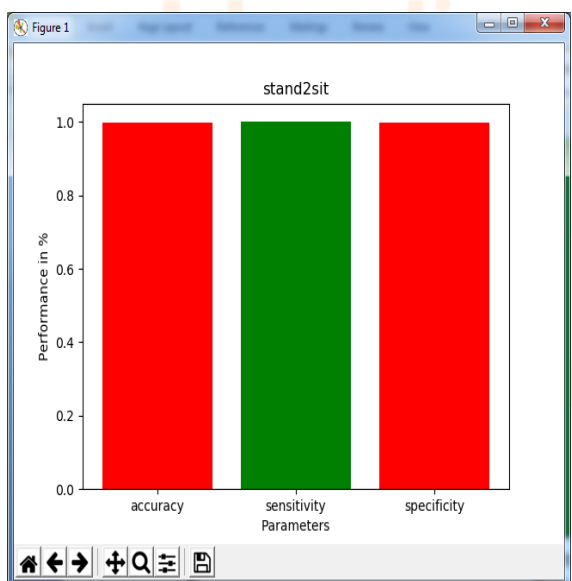 Figure 1
stand2sit
Performance in %
1.0
0.8
0.6
0.4
0.2
0.0
accuracy sensitivity specificity
Parameters